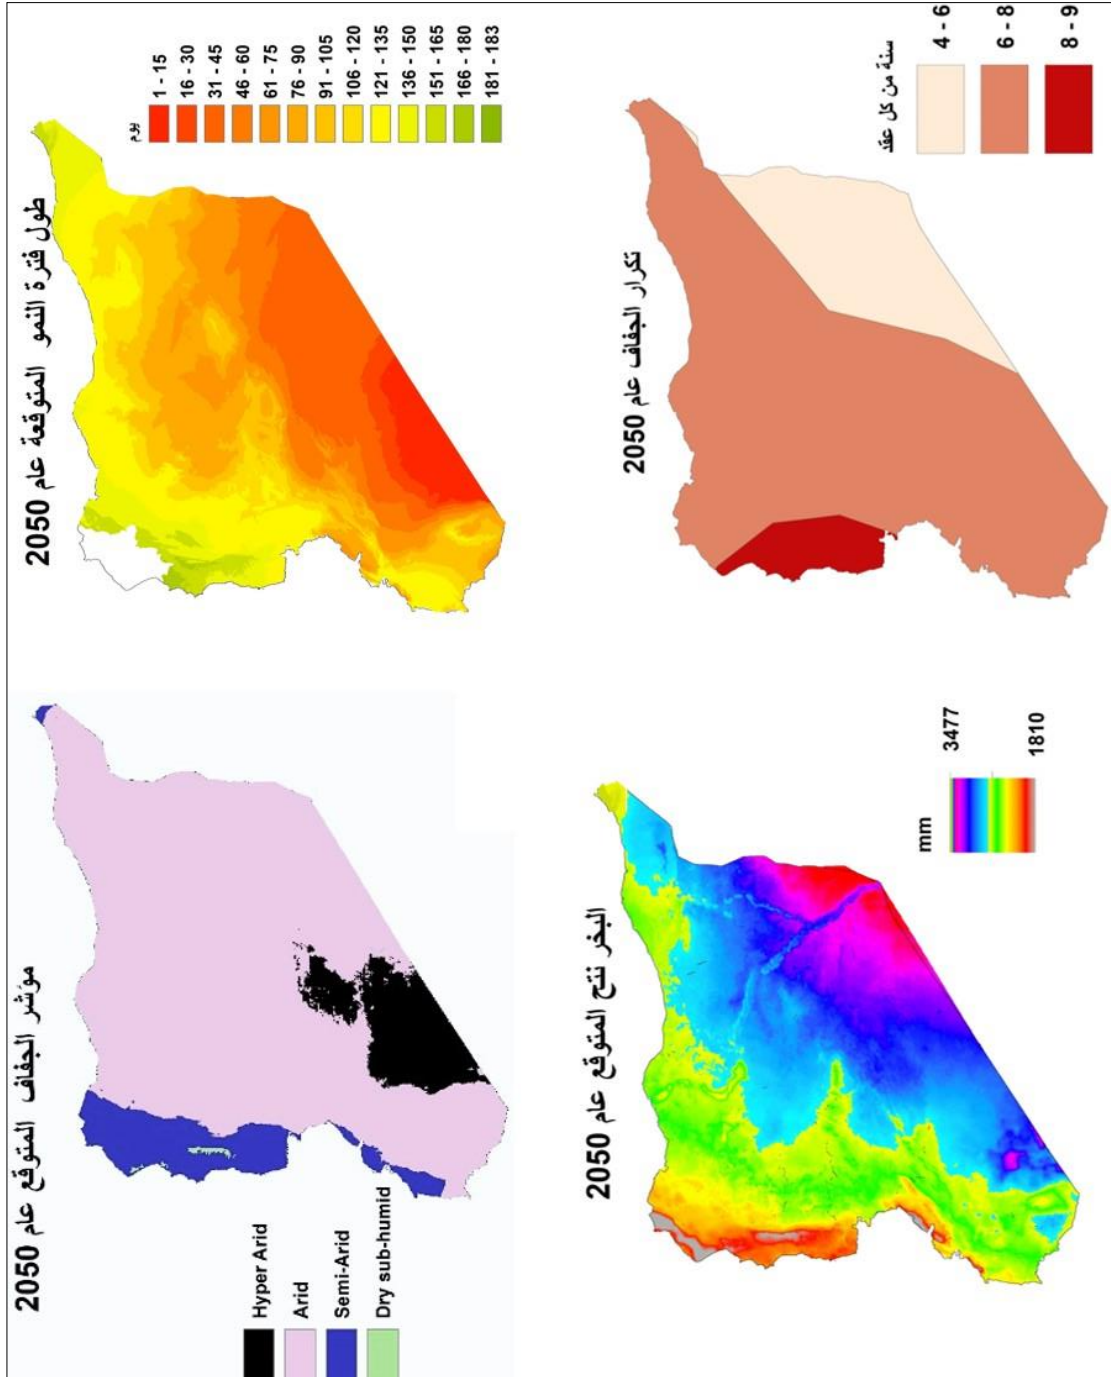 مؤشر الجفاف المتوقع عام 2050
Hyper Arid
Arid
Semi-Arid
Dry sub-humid
طول فترة النمو المتوقعة عام 2050
يوم
1 - 15
16 - 30
31 - 45
46 - 60
61 - 75
76 - 90
91 - 105
106 - 120
121 - 135
136 - 150
151 - 165
166 - 180
181 - 183
البخر نتح المتوقع عام 2050
mm
3477
1810
تكرار الجفاف عام 2050
سنة من كل عقد
4 - 6
6 - 8
8 - 9